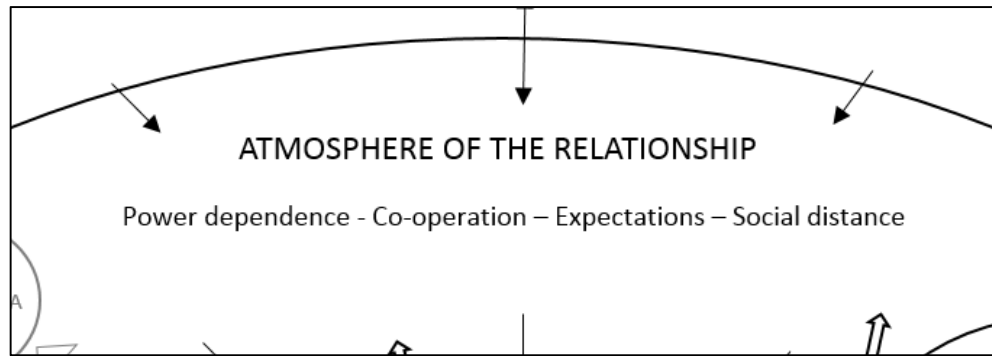 ATMOSPHERE OF THE RELATIONSHIP
Power dependence - Co-operation – Expectations – Social distance
A